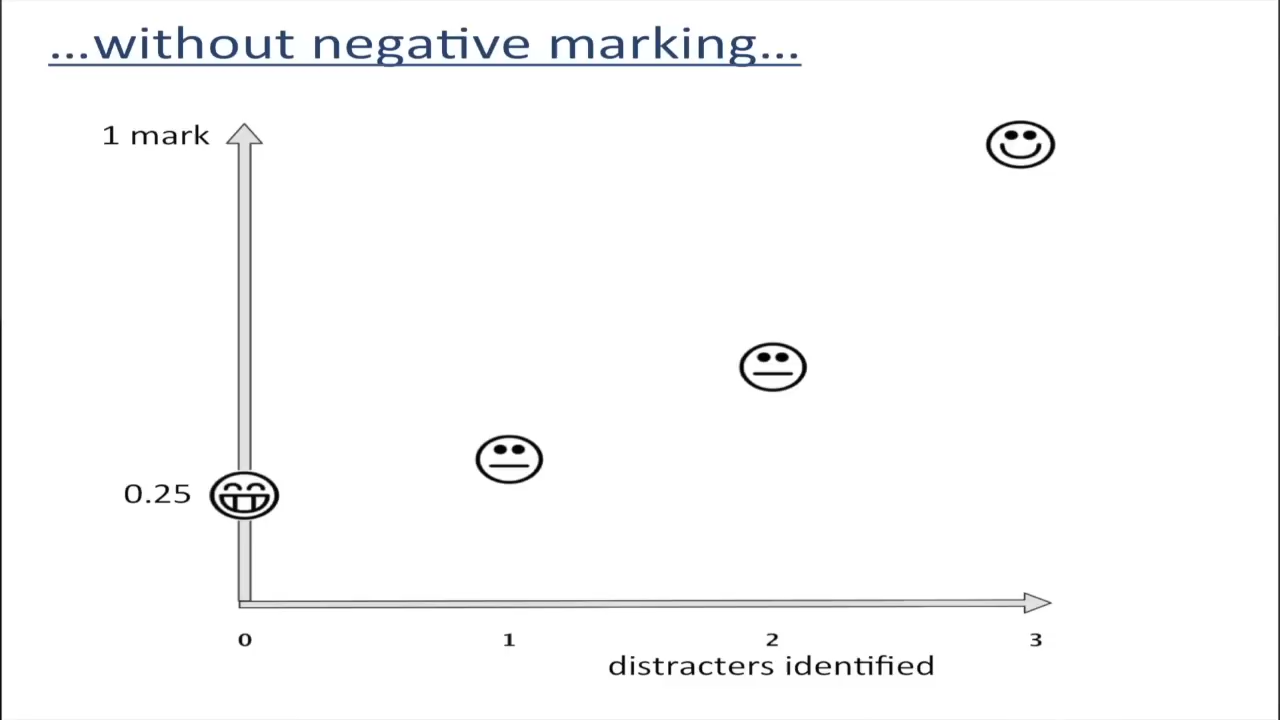 ...without negative marking...
1 mark
0.25
0 1 2 3
distracters identified